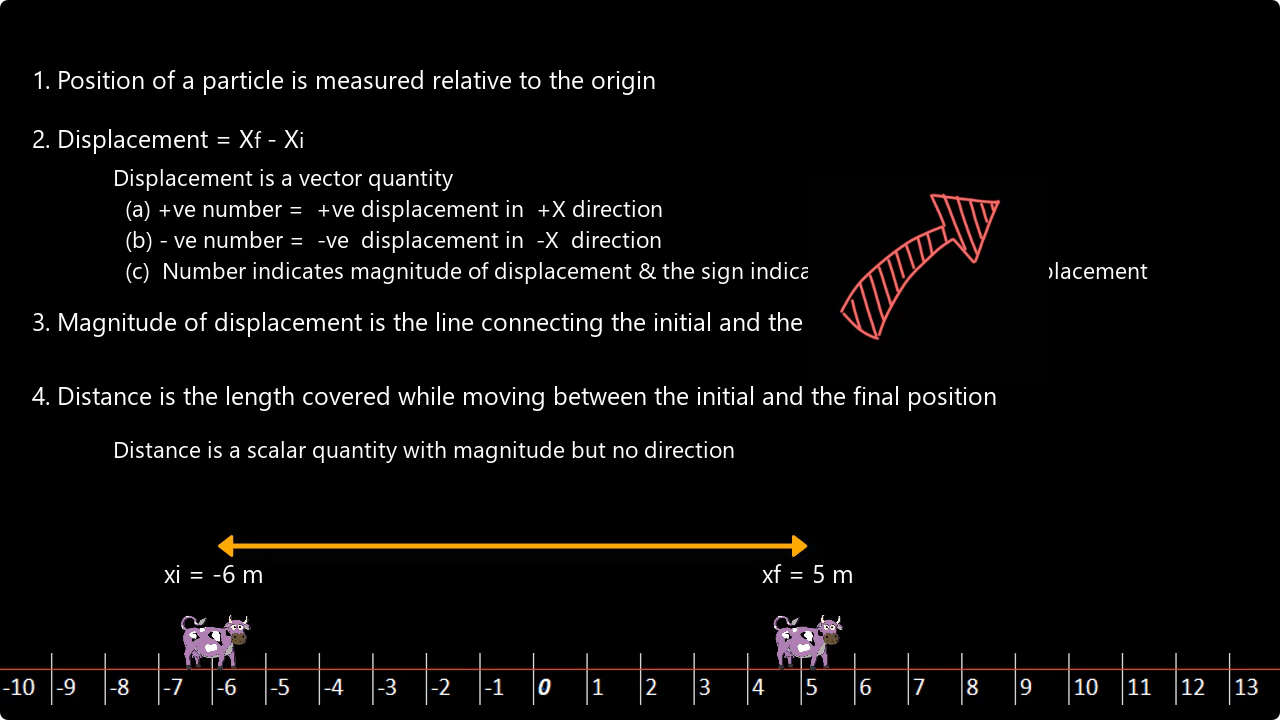 1. Position of a particle is measured relative to the origin
2. Displacement = Xf - Xi
Displacement is a vector quantity
(a) +ve number = +ve displacement in +X direction
(b) - ve number = -ve displacement in -X direction
(c) Number indicates magnitude of displacement & the sign
3. Magnitude of displacement is the line connecting the initial and the
4. Distance is the length covered while moving between the initial and the final position
Distance is a scalar quantity with magnitude but no direction
xi = -6 m xf = 5 m
-10 -9 -8 -7 -6 -5 -4 -3 -2 -1 0 1 2 3 4 5 6 7 8 9 10 11 12 13